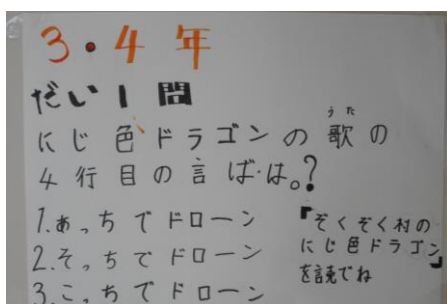 3・4年
だい1問
にじ色ドラゴンの歌の
うた
4行目の言ば・は。?
1.あっちでドローン
2.そっちでドローン
3.こっちでドローン
『ぞくぞく村の
にじ色ドラゴン』
を読でね